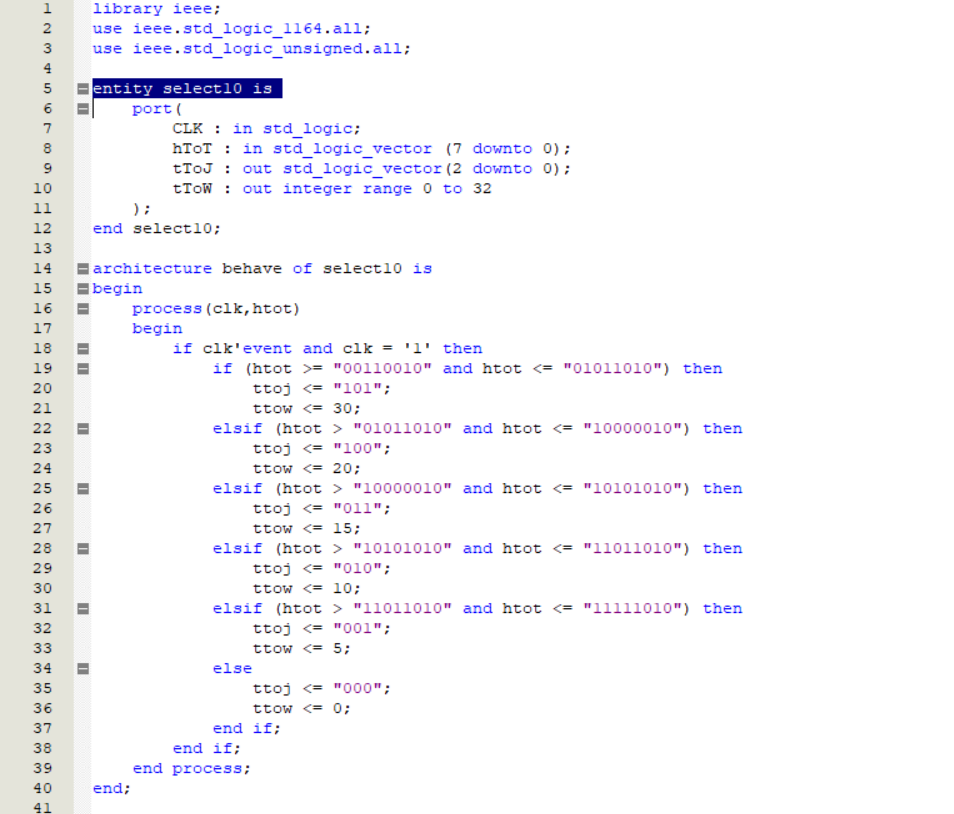 1 library ieee;
2 use ieee.std_logic_1164.all;
3 use ieee.std_logic_unsigned.all;
4
5 entity select10 is
6     port(
7         CLK : in std_logic;
8         hToT : in std_logic_vector (7 downto 0);
9         tToJ : out std_logic_vector(2 downto 0);
10         tToW : out integer range 0 to 32
11     );
12 end select10;
13
14 architecture behave of select10 is
15 begin
16     process(clk,htot)
17     begin
18         if clk'event and clk = '1' then
19             if (htot >= "00110010" and htot <= "01011010") then
20                 ttoj <= "101";
21                 ttow <= 30;
22             elsif (htot > "01011010" and htot <= "10000010") then
23                 ttoj <= "100";
24                 ttow <= 20;
25             elsif (htot > "10000010" and htot <= "10101010") then
26                 ttoj <= "011";
27                 ttow <= 15;
28             elsif (htot > "10101010" and htot <= "11011010") then
29                 ttoj <= "010";
30                 ttow <= 10;
31             elsif (htot > "11011010" and htot <= "11111010") then
32                 ttoj <= "001";
33                 ttow <= 5;
34             else
35                 ttoj <= "000";
36                 ttow <= 0;
37             end if;
38         end if;
39     end process;
40 end;
41